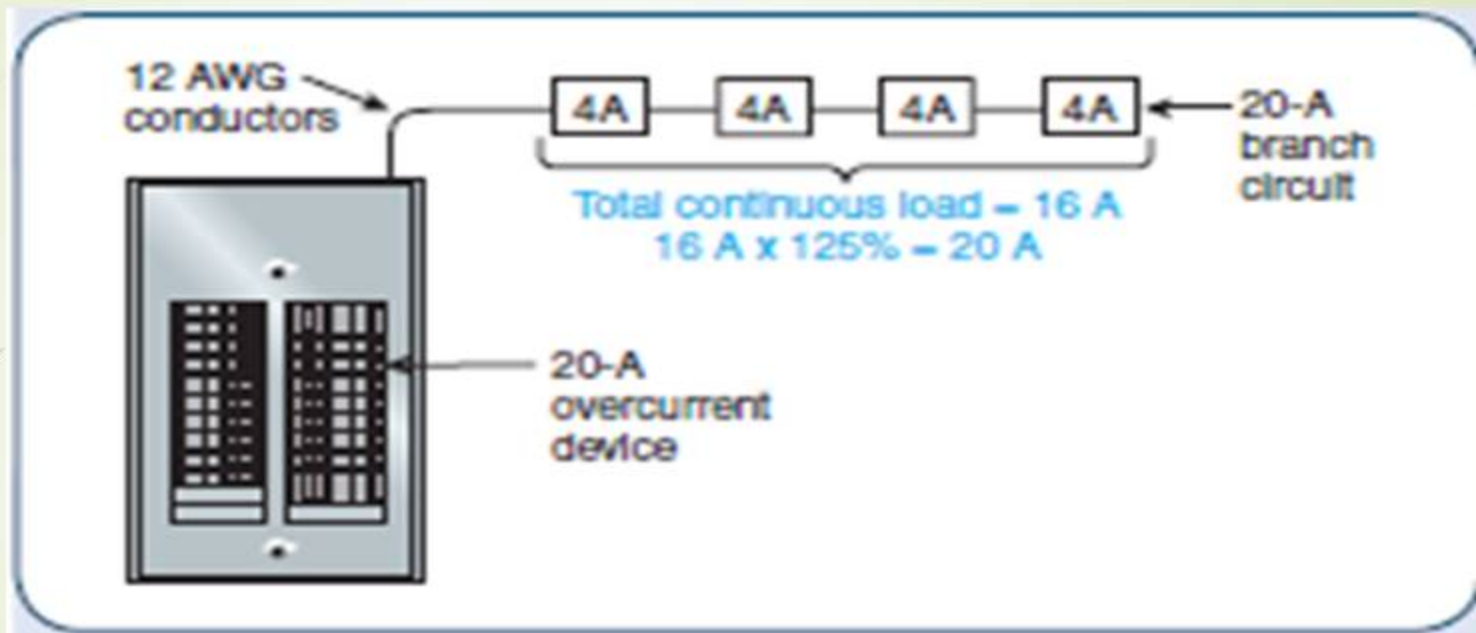 12 AWG
conductors
4A
4A
4A
4A
20-A
branch
circuit
Total continuous load = 16 A
16 A x 125% = 20 A
20-A
overcurrent
device